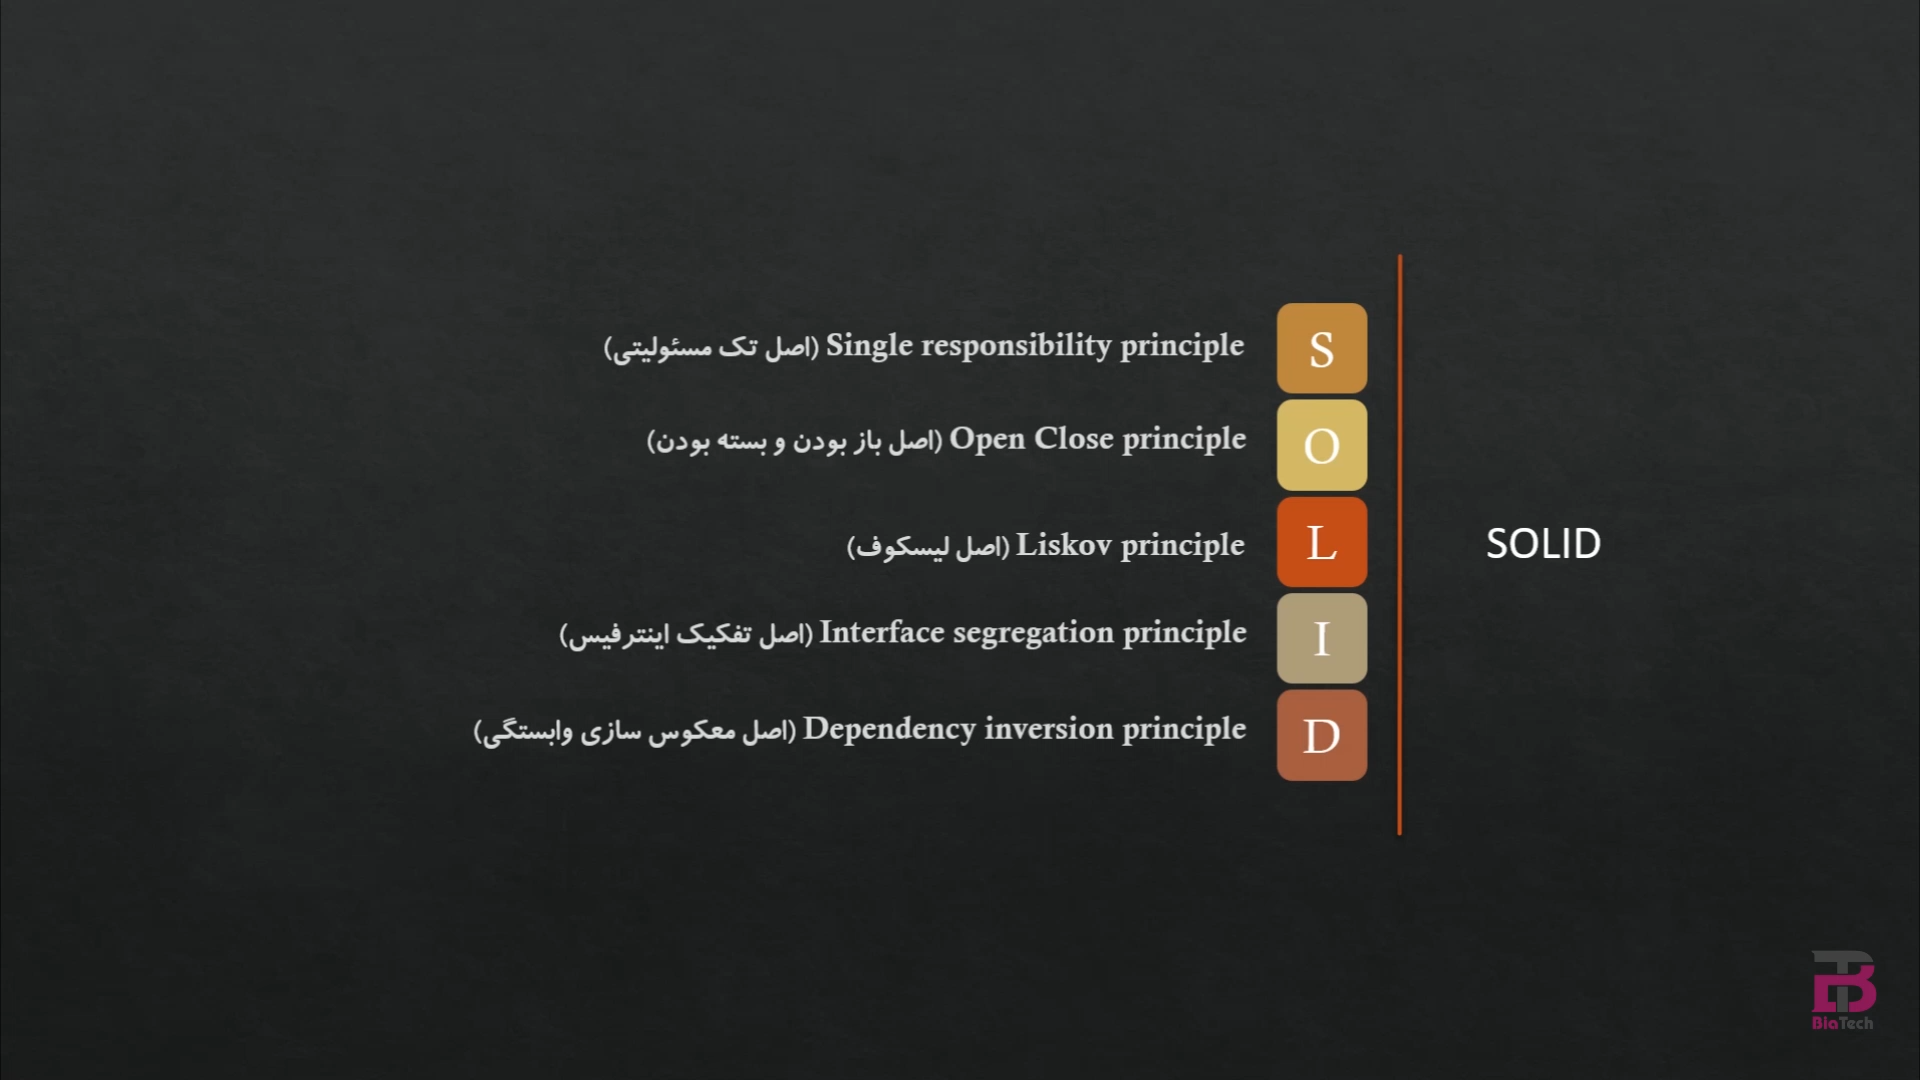 SOLID
S
Single responsibility principle (اصل تک مسئولیتی)
O
Open Close principle (اصل باز بودن و بسته بودن)
L
Liskov principle (اصل لیسکوف)
I
Interface segregation principle (اصل تفکیک اینترفیس)
D
Dependency inversion principle (اصل معکوس سازی وابستگی)
BiaTech